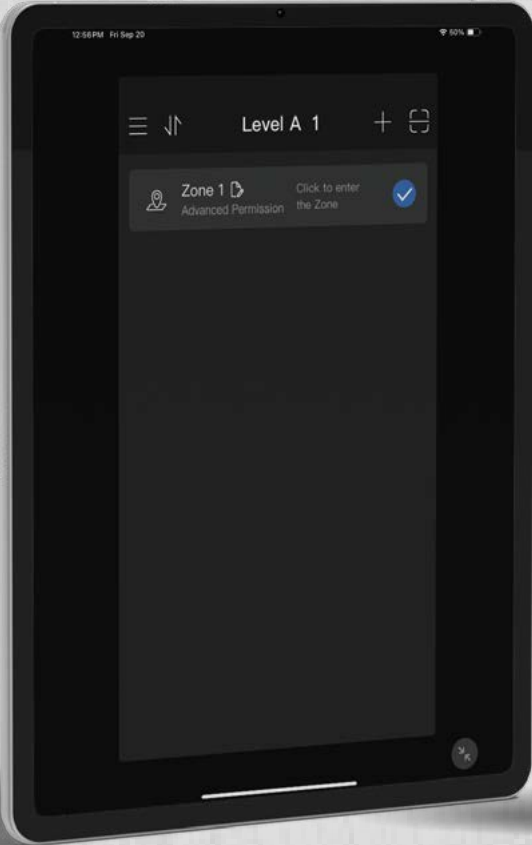 12:56PM Fri Sep 20
50%
Level A 1
Zone 1
Advanced Permission
Click to enter
the Zone